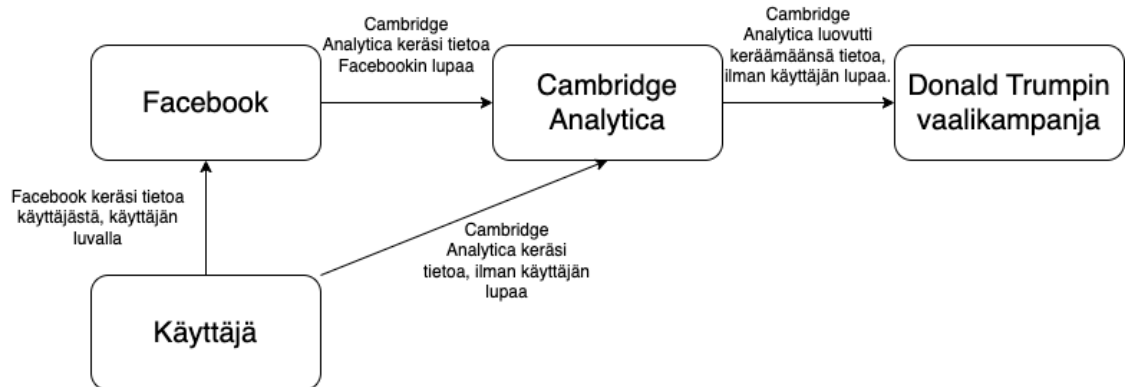 Cambridge
Analytica keräsi tietoa
Facebookin lupaa
Cambridge
Analytica luovutti
keräämäänsä tietoa,
ilman käyttäjän lupaa.
Facebook
Cambridge
Analytica
Donald Trumpin
vaalikampanja
Facebook keräsi tietoa
käyttäjästä, käyttäjän
luvalla
Cambridge
Analytica keräsi
tietoa, ilman käyttäjän
lupaa
Käyttäjä